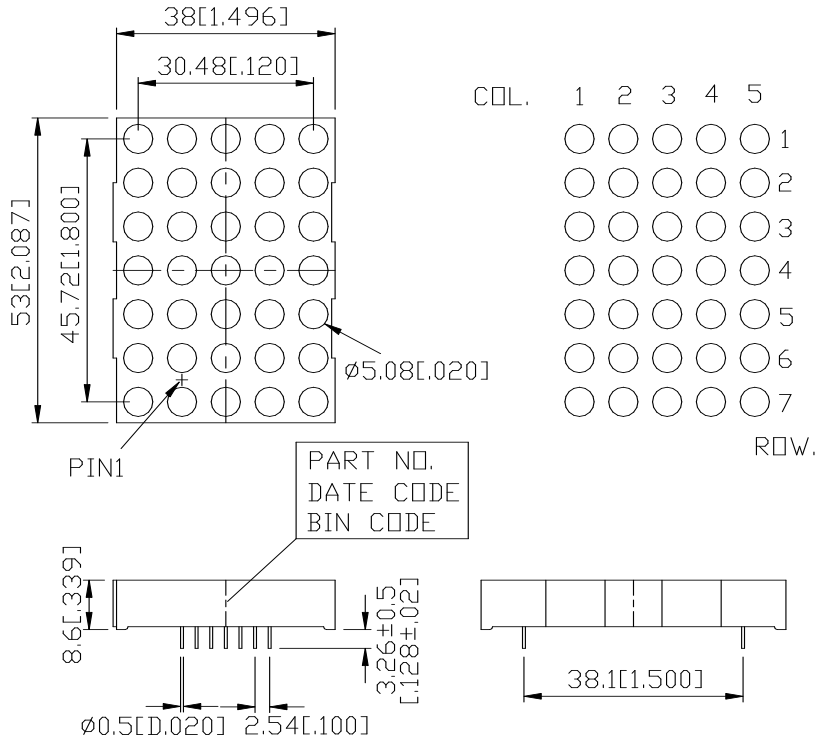 38[1.496]
30.48[.120]
COL. 1 2 3 4 5
1
2
3
4
5
6
7
ROW.
53[2.087]
45.72[1.800]
ø5.08[.020]
PIN1
PART NO.
DATE CODE
BIN CODE
8.6[.339]
3.26±0.5
[.128±.02]
ø0.5[D.020]
2.54[.100]
38.1[1.500]